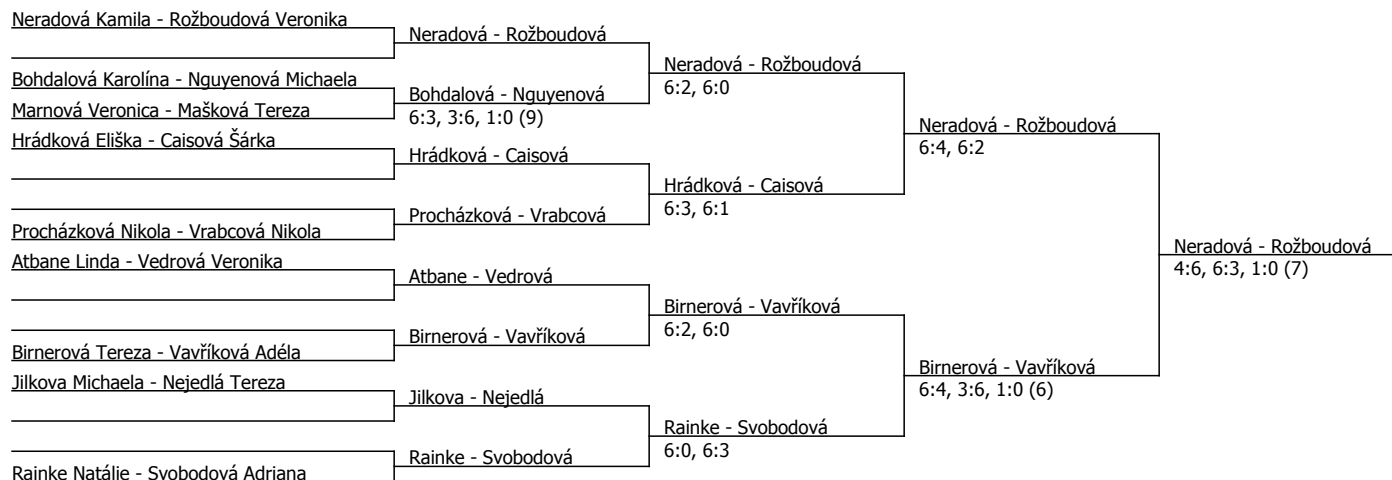 Neradová Kamila - Rožboudová Veronika
Bohdalová Karolína - Nguyenová Michaela
Marnová Veronica - Mašková Tereza
Hrádková Eliška - Caisová Šárka
Procházková Nikola - Vrabcová Nikola
Atbane Linda - Vedrová Veronika
Birnerová Tereza - Vavříková Adéla
Jilkova Michaela - Nejedlá Tereza
Rainke Natálie - Svobodová Adriana
Neradová - Rožboudová
Bohdalová - Nguyenová
6:3, 3:6, 1:0 (9)
Hrádková - Caisová
Procházková - Vrabcová
Atbane - Vedrová
Birnerová - Vavříková
Jilkova - Nejedlá
Rainke - Svobodová
Neradová - Rožboudová
6:2, 6:0
Hrádková - Caisová
6:3, 6:1
Birnerová - Vavříková
6:2, 6:0
Rainke - Svobodová
6:0, 6:3
Neradová - Rožboudová
6:4, 6:2
Birnerová - Vavříková
6:4, 3:6, 1:0 (6)
Neradová - Rožboudová
4:6, 6:3, 1:0 (7)